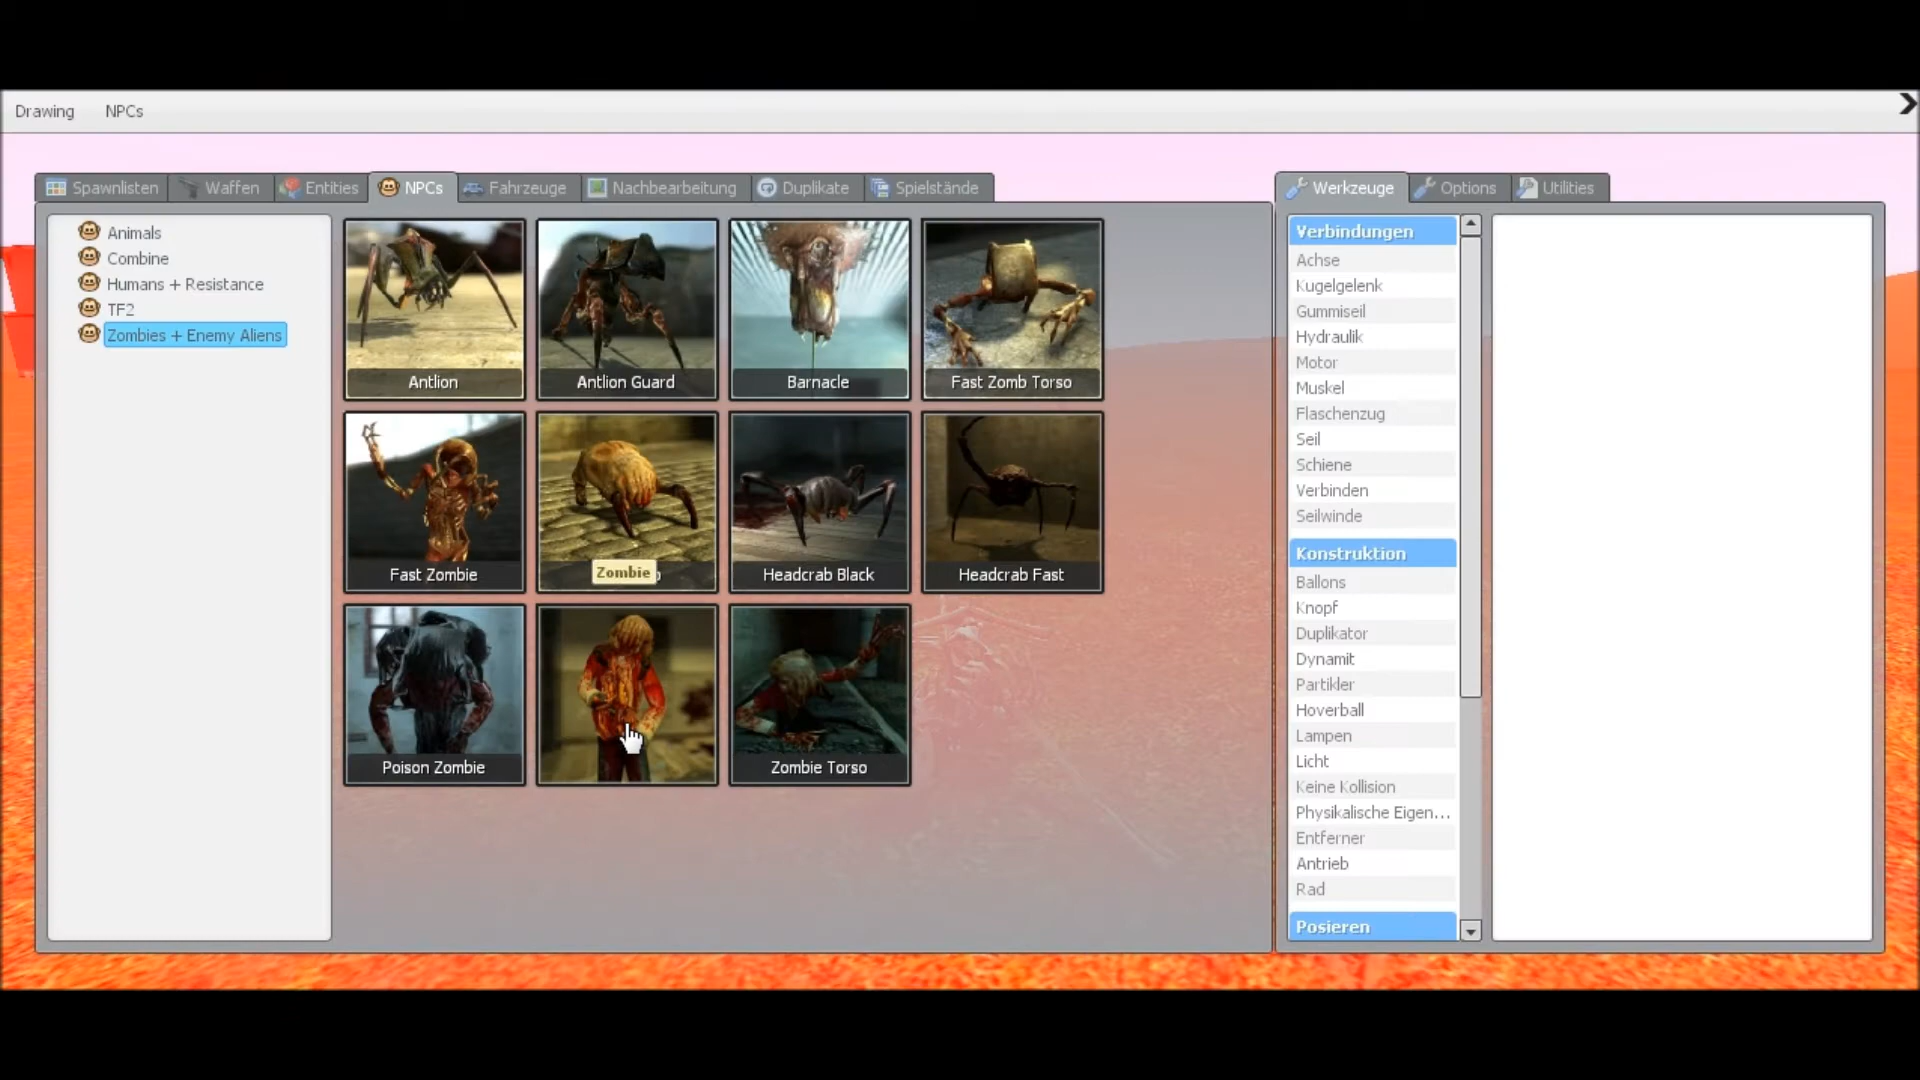 Drawing NPCs
Spawnlisten Waffen Entities NPCs Fahrzeuge Nachbearbeitung Duplikate Spielstände
Werkzeuge Options Utilities
Animals
Combine
Humans + Resistance
TF2
Zombies + Enemy Aliens
Antlion
Antlion Guard
Barnacle
Fast Zomb Torso
Fast Zombie
Zombie
Headcrab Black
Headcrab Fast
Poison Zombie
Zombie Torso
Verbindungen
Achse
Kugelgelenk
Gummiseil
Hydraulik
Motor
Muskel
Flaschenzug
Seil
Schiene
Verbinden
Seilwinde
Konstruktion
Ballons
Knopf
Duplikator
Dynamit
Partikler
Hoverball
Lampen
Licht
Keine Kollision
Physikalische Eigen...
Entferner
Antrieb
Rad
Posieren